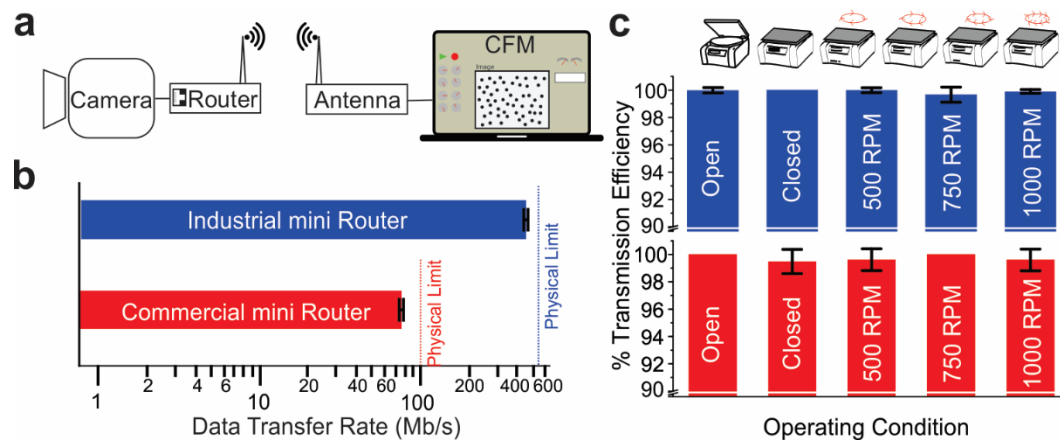 a
Camera
Router
Antenna
CFM
Image
b
Industrial mini Router
Commercial mini Router
Physical Limit
Physical Limit
1 2 4 6 10 20 40 60 100 200 400 600
Data Transfer Rate (Mb/s)
c
% Transmission Efficiency
100
98
96
94
92
90
Open
Closed
500 RPM
750 RPM
1000 RPM
100
98
96
94
92
90
Open
Closed
500 RPM
750 RPM
1000 RPM
Operating Condition